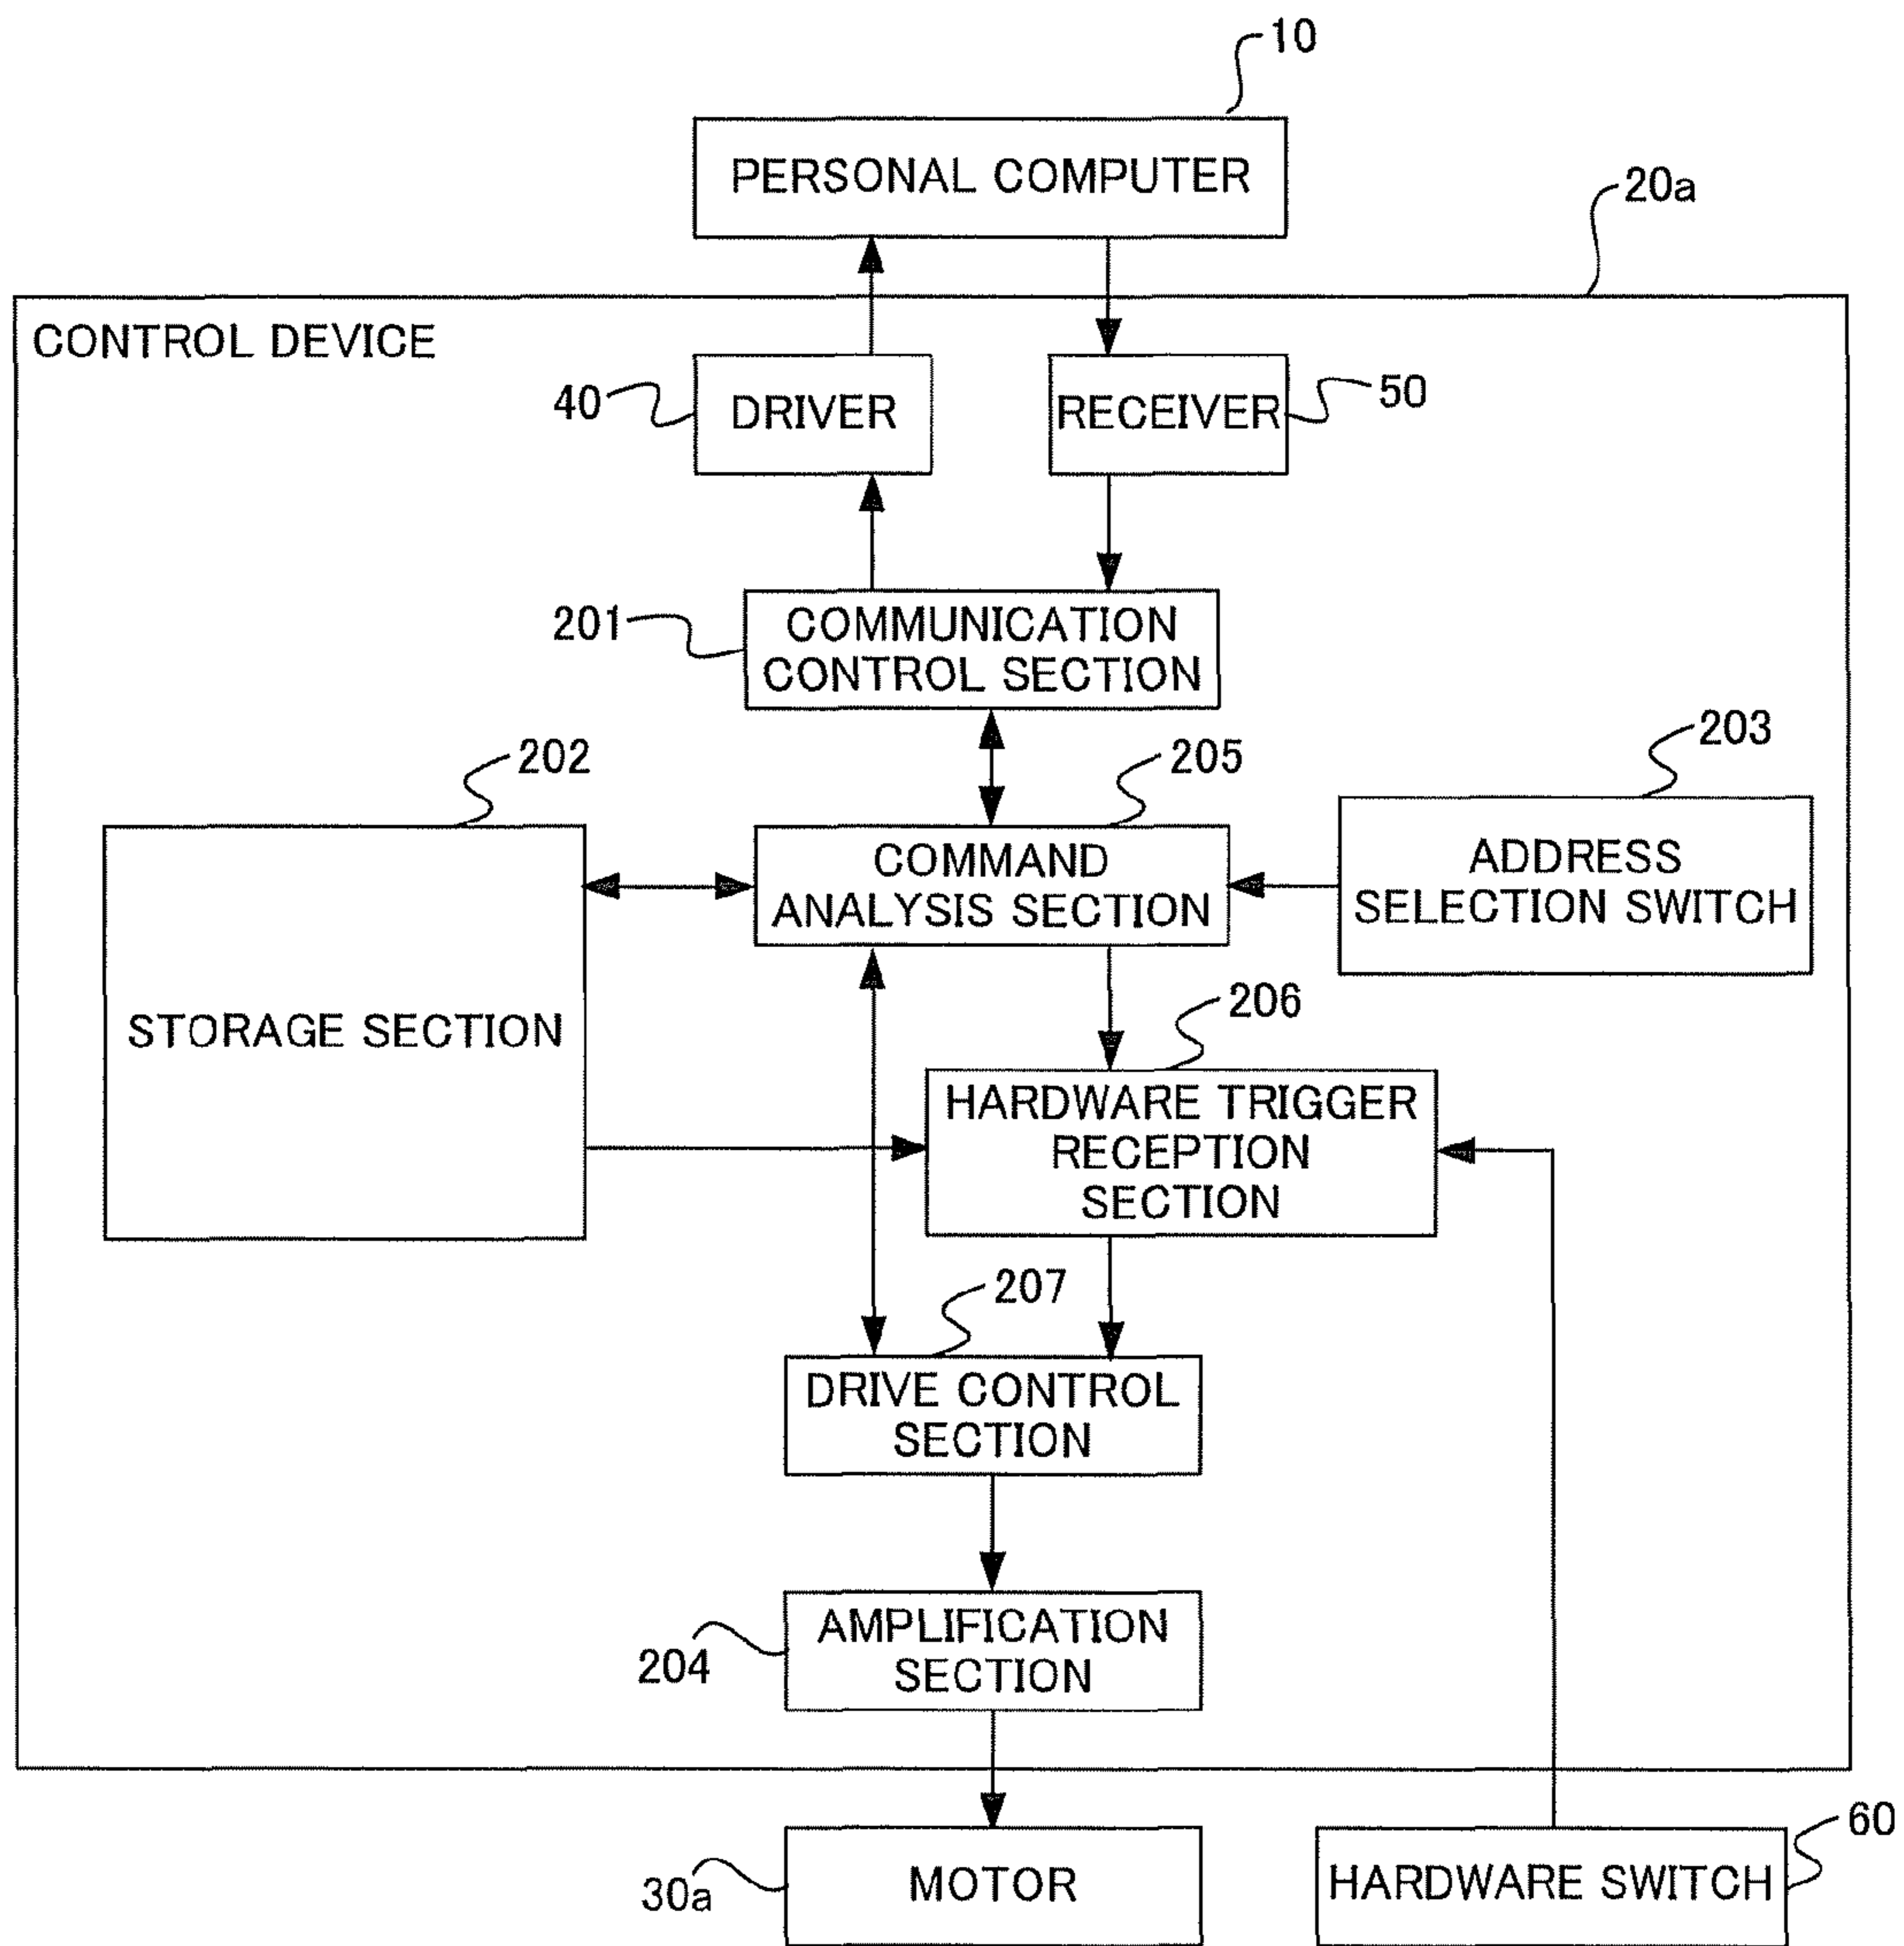 10
PERSONAL COMPUTER
20a
CONTROL DEVICE
40
DRIVER
RECEIVER
50
201
COMMUNICATION
CONTROL SECTION
202
205
203
COMMAND
ANALYSIS SECTION
ADDRESS
SELECTION SWITCH
STORAGE SECTION
206
HARDWARE TRIGGER
RECEPTION
SECTION
207
DRIVE CONTROL
SECTION
204
AMPLIFICATION
SECTION
30a
MOTOR
60
HARDWARE SWITCH